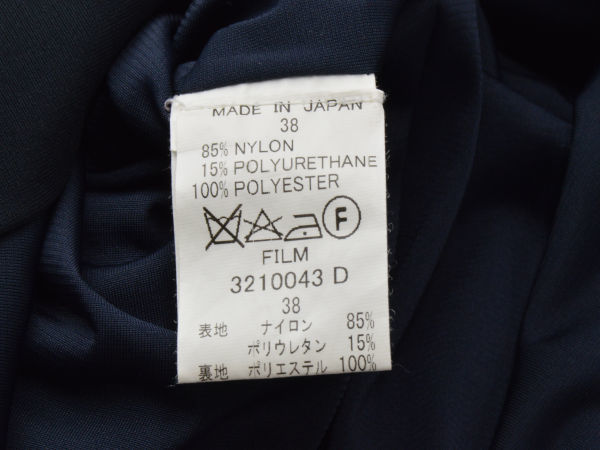 MADE IN JAPAN
38
85% NYLON
15% POLYURETHANE
100% POLYESTER
F
FILM
3210043 D
38
表地 ナイロン 85%
ポリウレタン 15%
裏地 ポリエステル 100%